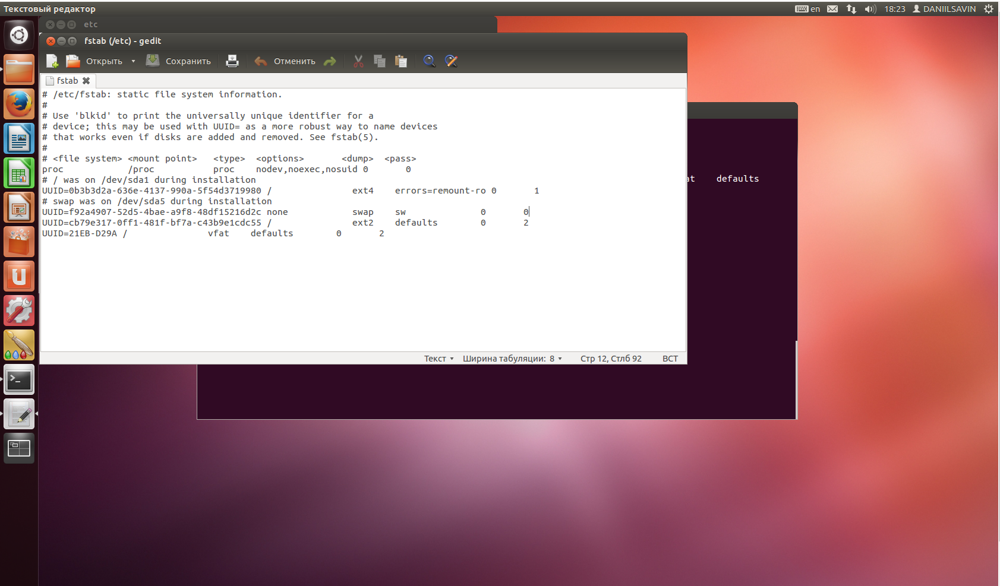 Текстовый редактор
en
18:23
DANIILSAVIN
etc
fstab (/etc) - gedit
Открыть
Сохранить
Отменить
fstab
# /etc/fstab: static file system information.
#
# Use 'blkid' to print the universally unique identifier for a
# device; this may be used with UUID= as a more robust way to name devices
# that works even if disks are added and removed. See fstab(5).
#
# <file system> <mount point>   <type>  <options>       <dump>  <pass>
proc            /proc           proc    nodev,noexec,nosuid 0       0
# / was on /dev/sda1 during installation
UUID=0b3b3d2a-636e-4137-990a-5f54d3719980 /               ext4    errors=remount-ro 0       1
# swap was on /dev/sda5 during installation
UUID=f92a4907-52d5-4bae-a9f8-48df15216d2c none            swap    sw              0       0
UUID=cb79e317-0ff1-481f-bf7a-c43b9e1cdc55 /               ext2    defaults        0       2
UUID=21EB-D29A /               vfat    defaults        0       2
at    defaults
Текст
Ширина табуляции: 8
Стр 12, Стлб 92
ВСТ